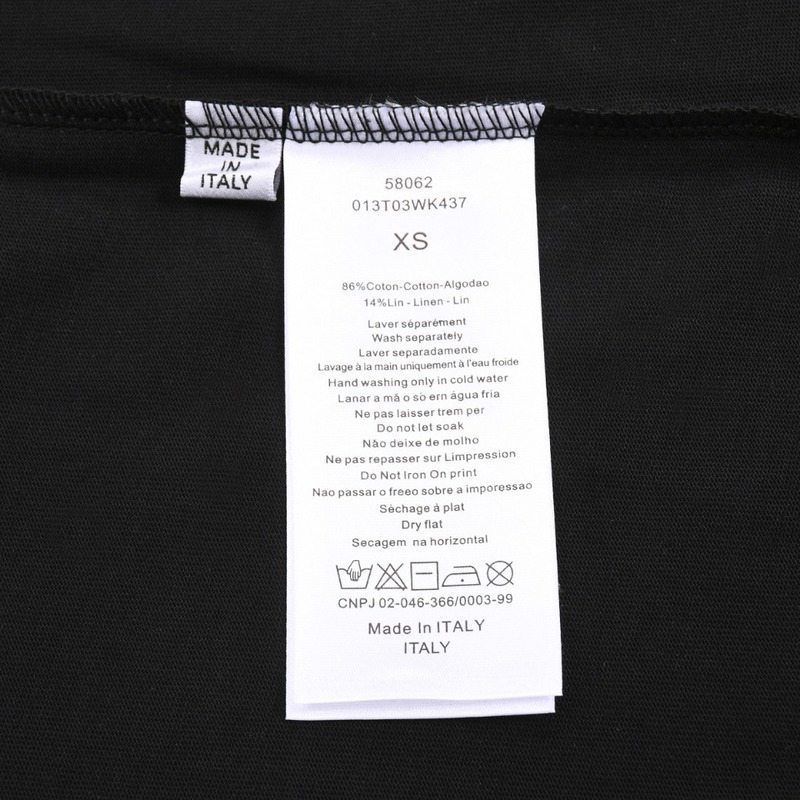 MADE
IN
ITALY
58062
013T03WK437
XS
86%Coton-Cotton-Algodao
14%Lin - Linen - Lin
Laver séparément
Wash separately
Laver separadamente
Lavage à la main uniquement à l'eau froide
Hand washing only in cold water
Lanar a mã o sò ern água fria
Ne pas laisser trem per
Do not let soak
Não deixe de molho
Ne pas repasser sur Limpression
Do Not Iron On print
Nao passar o freeo sobre a imporessao
Séchage à plat
Dry flat
Secagem na horizontal
CNPJ 02-046-366/0003-99
Made In ITALY
ITALY